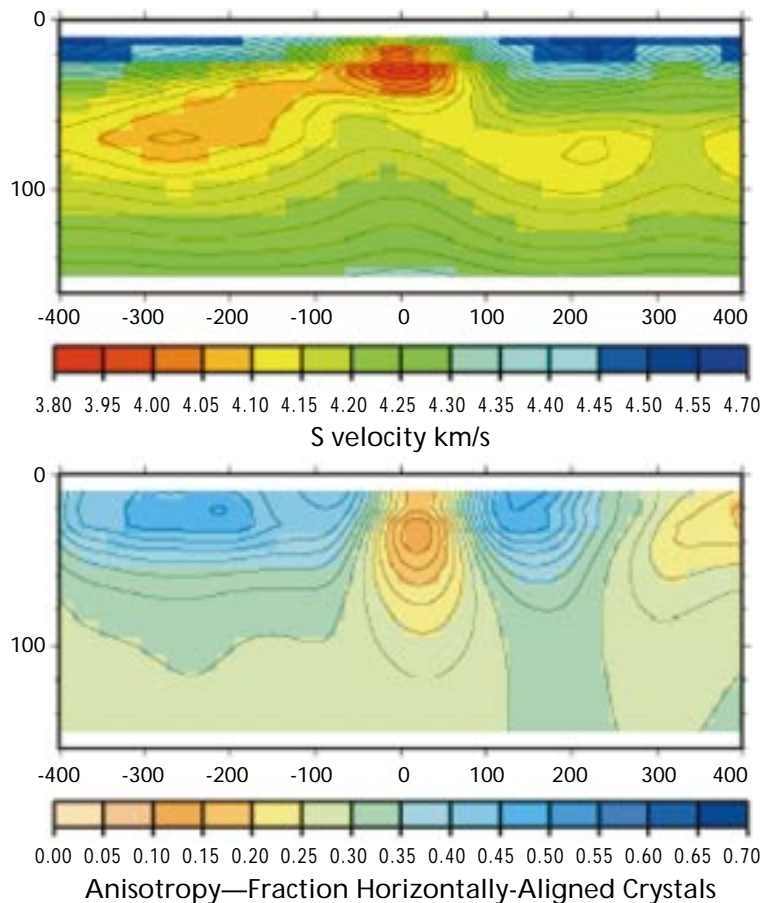 0
100
-400 -300 -200 -100 0 100 200 300 400
3.80 3.95 4.00 4.05 4.10 4.15 4.20 4.25 4.30 4.35 4.40 4.45 4.50 4.55 4.70
S velocity km/s
0
100
-400 -300 -200 -100 0 100 200 300 400
0.00 0.05 0.10 0.15 0.20 0.25 0.30 0.35 0.40 0.45 0.50 0.55 0.60 0.65 0.70
Anisotropy—Fraction Horizontally-Aligned Crystals